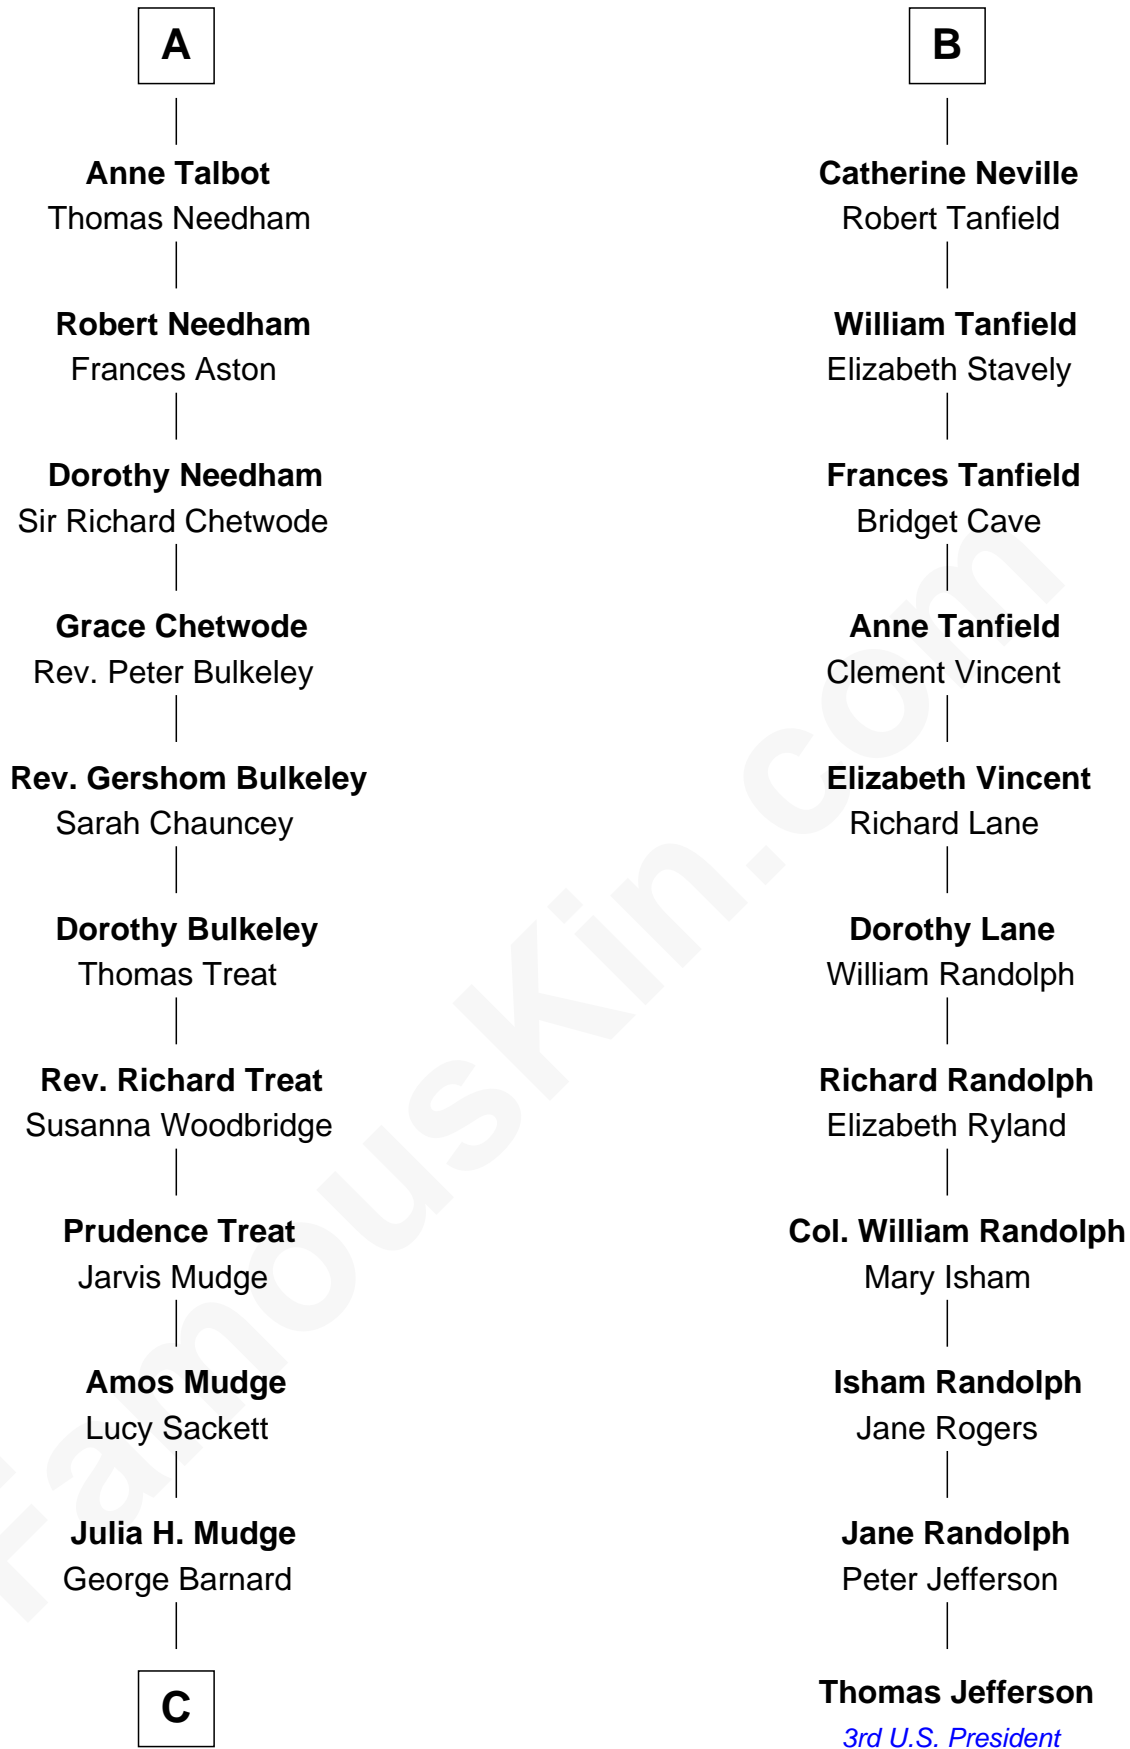 A
Anne Talbot
Thomas Needham
Robert Needham
Frances Aston
Dorothy Needham
Sir Richard Chetwode
Grace Chetwode
Rev. Peter Bulkeley
Rev. Gershom Bulkeley
Sarah Chauncey
Dorothy Bulkeley
Thomas Treat
Rev. Richard Treat
Susanna Woodbridge
Prudence Treat
Jarvis Mudge
Amos Mudge
Lucy Sackett
Julia H. Mudge
George Barnard
C
B
Catherine Neville
Robert Tanfield
William Tanfield
Elizabeth Stavely
Frances Tanfield
Bridget Cave
Anne Tanfield
Clement Vincent
Elizabeth Vincent
Richard Lane
Dorothy Lane
William Randolph
Richard Randolph
Elizabeth Ryland
Col. William Randolph
Mary Isham
Isham Randolph
Jane Rogers
Jane Randolph
Peter Jefferson
Thomas Jefferson
3rd U.S. President
FamousKin.com